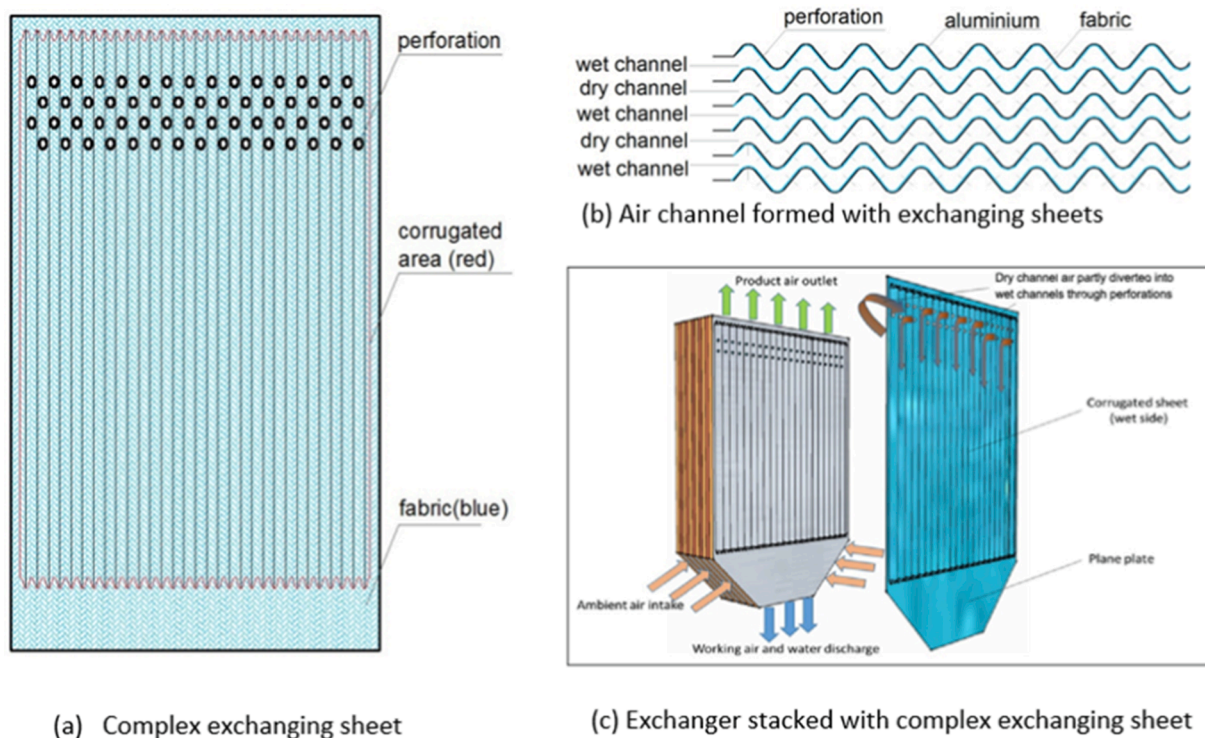 perforation
corrugated
area (red)
fabric(blue)
(a) Complex exchanging sheet
perforation
aluminium
fabric
wet channel
dry channel
wet channel
dry channel
wet channel
(b) Air channel formed with exchanging sheets
Product air outlet
Dry channel air partly diverted into
wet channels through perforations
Corrugated sheet
(wet side)
Plane plate
Ambient air intake
Working air and water discharge
(c) Exchanger stacked with complex exchanging sheet